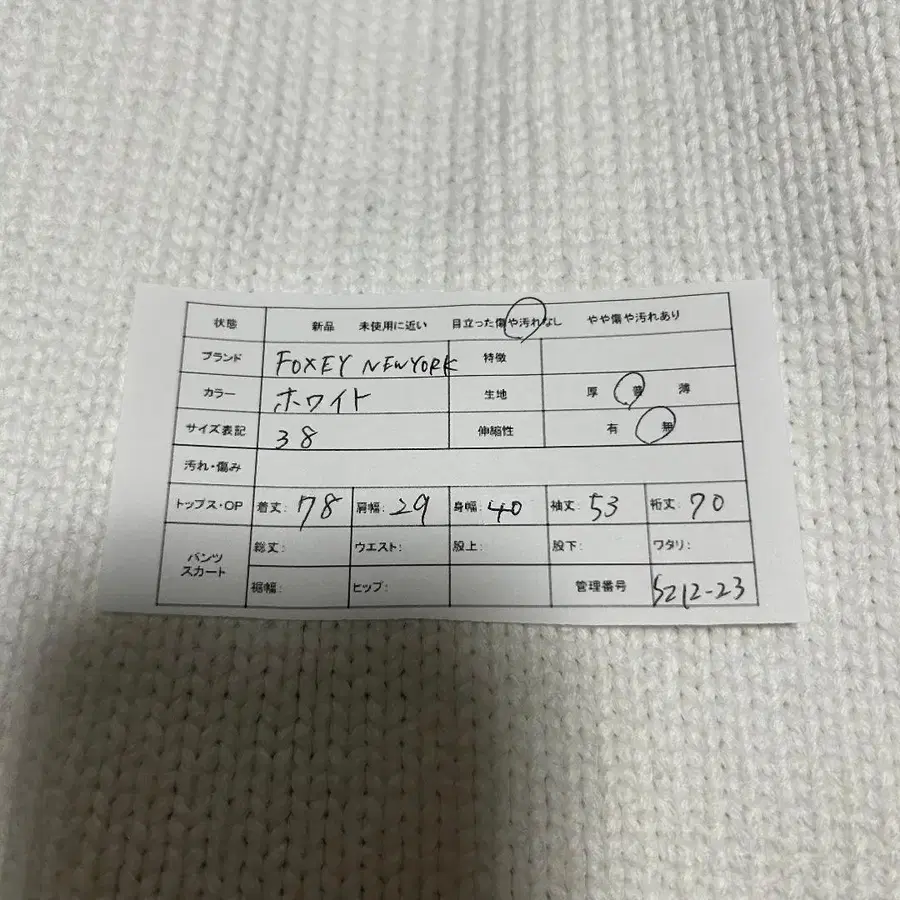 状態 新品 未使用に近い 目立った傷や汚れなし やや傷や汚れあり
ブランド FOXEY NEWYORK 特徴
カラー ホワイト 生地 厚 普 薄
サイズ表記 38 伸縮性 有 無
汚れ・傷み
トップス・OP 着丈: 78 肩幅: 29 身幅: 40 袖丈: 53 裄丈: 70
パンツ スカート 総丈: ウエスト: 股上: 股下: ワタリ:
裾幅: ヒップ: 管理番号 S212-23